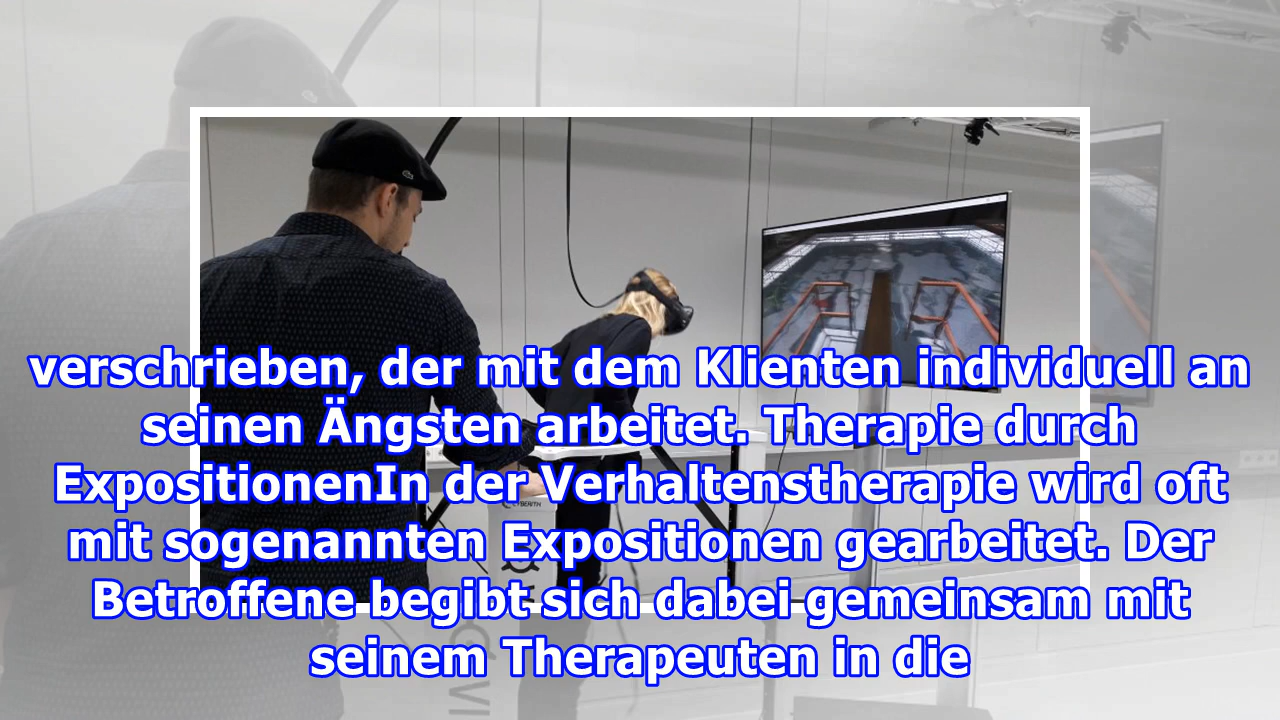 verschrieben, der mit dem Klienten individuell an
seinen Ängsten arbeitet. Therapie durch
ExpositionenIn der Verhaltenstherapie wird oft
mit sogenannten Expositionen gearbeitet. Der
Betroffene begibt sich dabei gemeinsam mit
seinem Therapeuten in die